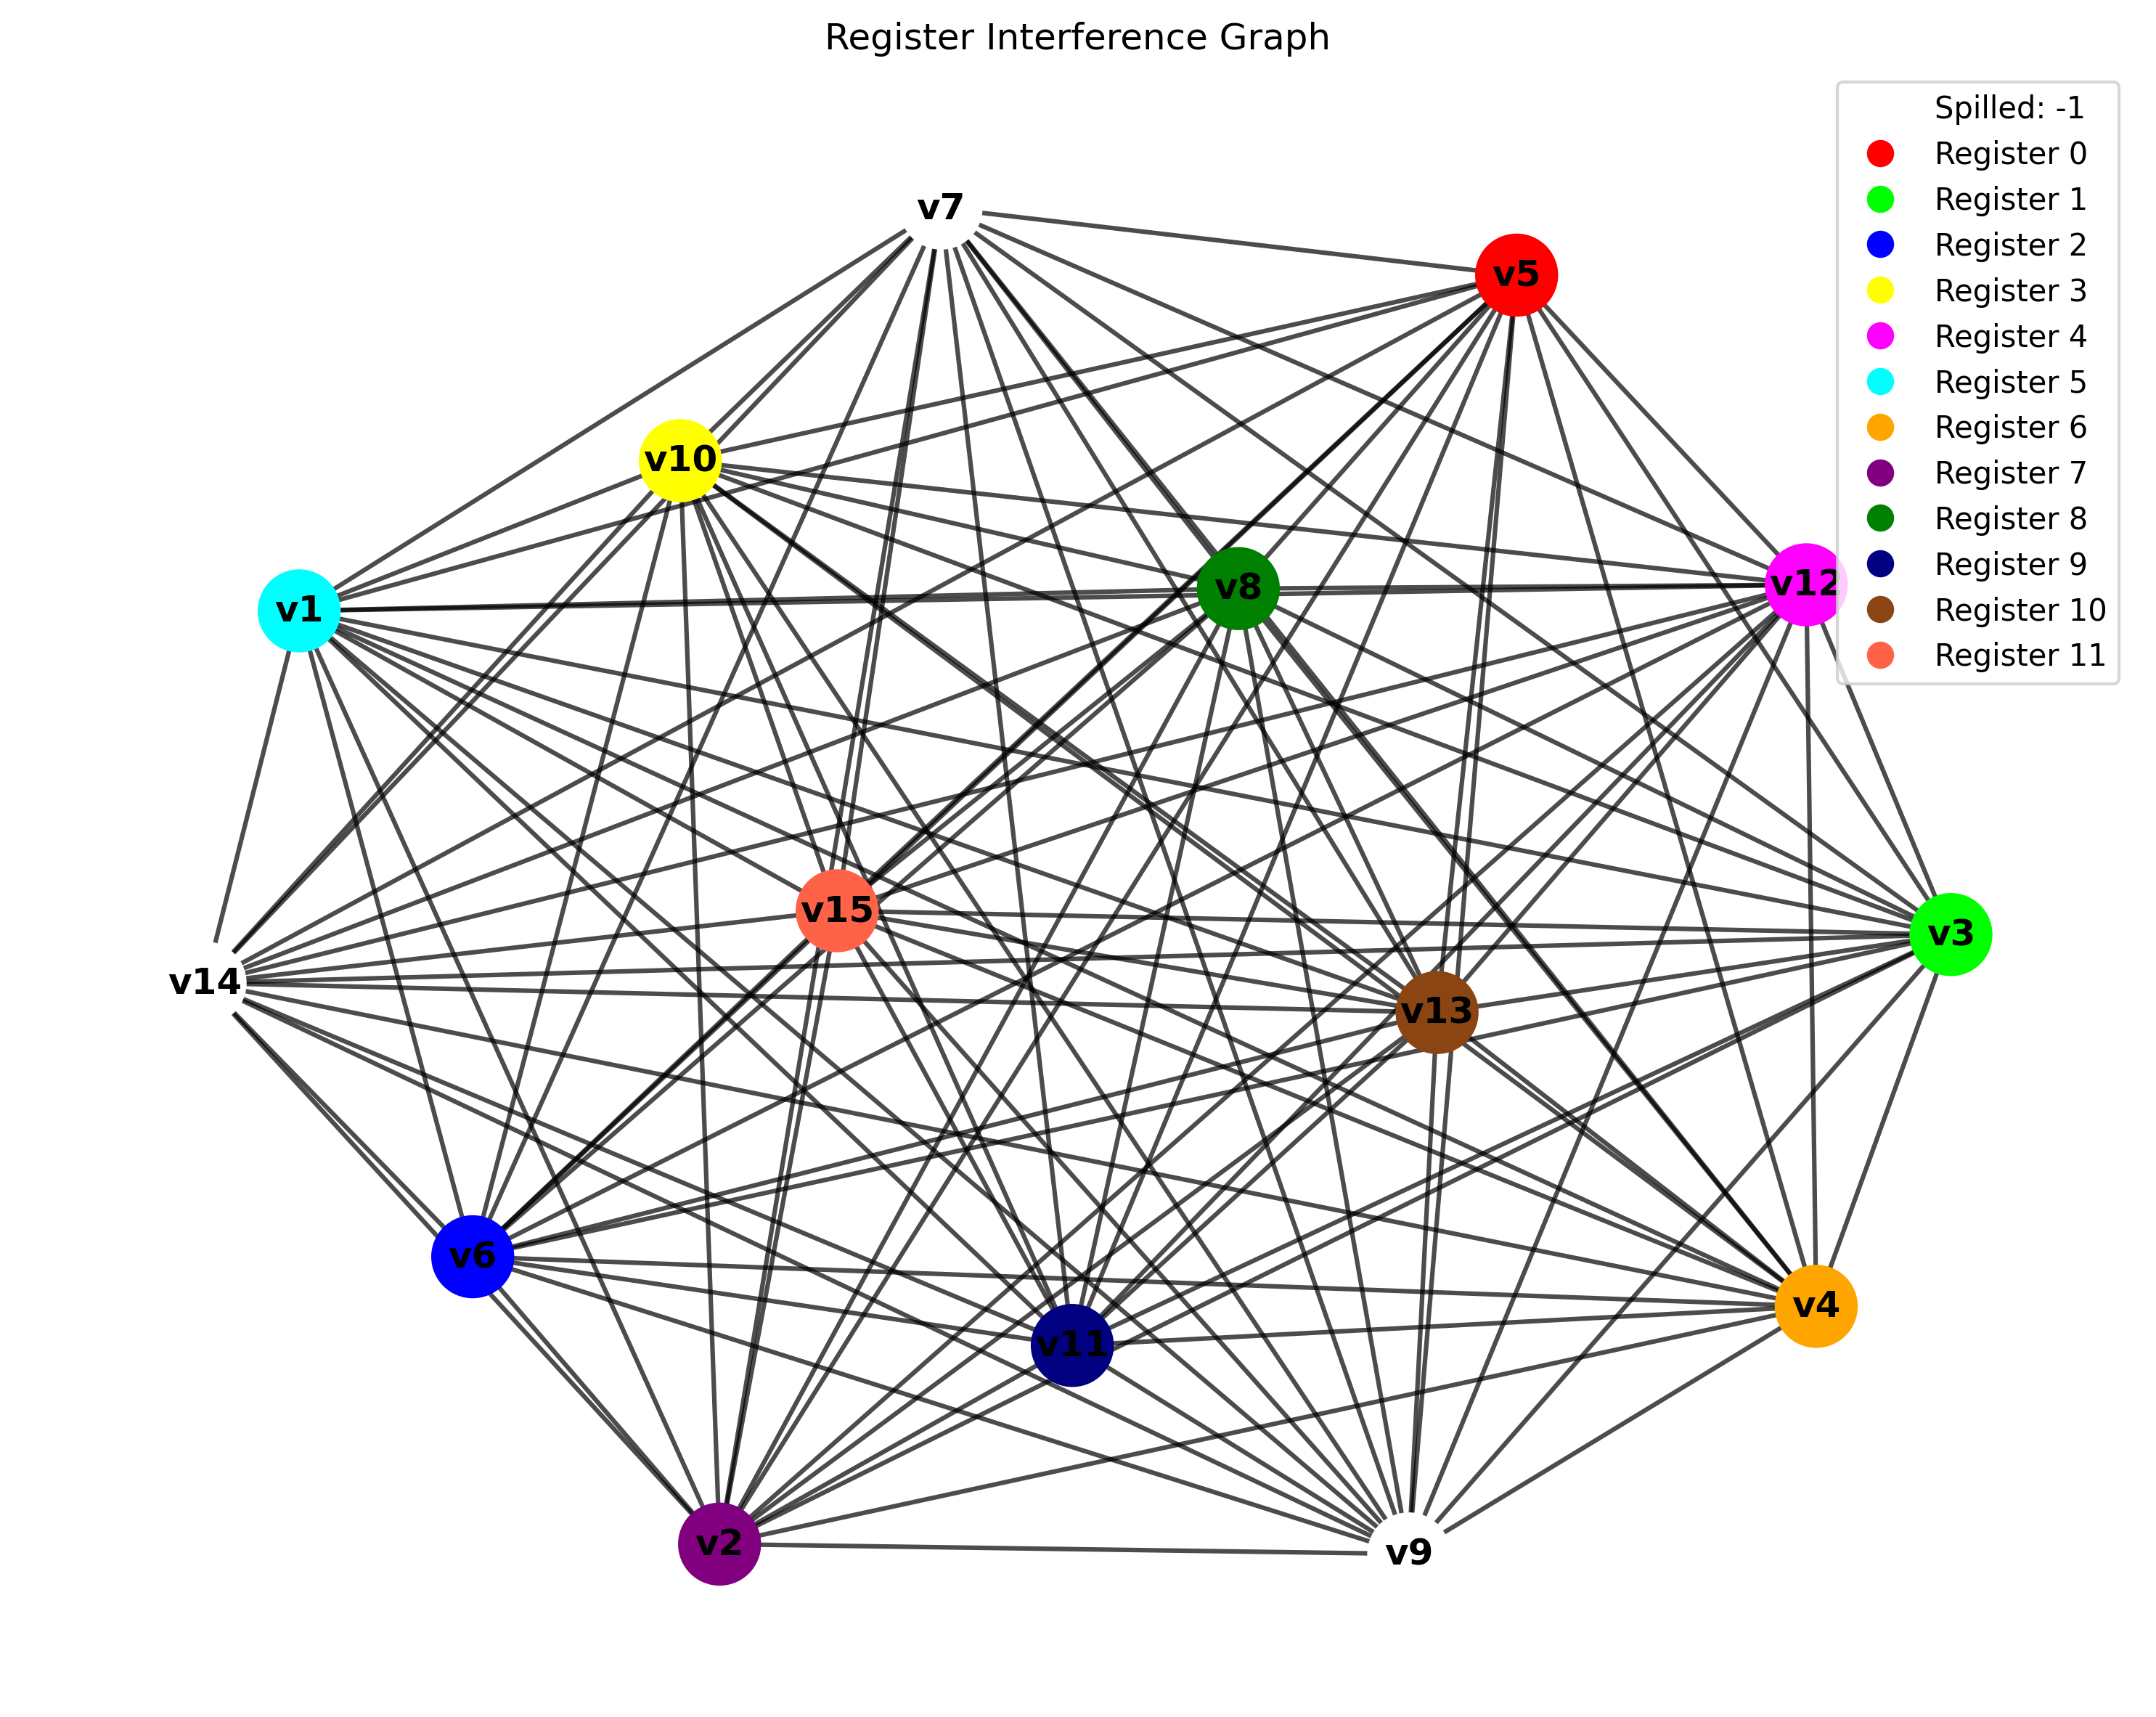 Register Interference Graph
Spilled: -1
Register 0
Register 1
Register 2
Register 3
Register 4
Register 5
Register 6
Register 7
Register 8
Register 9
Register 10
Register 11
v7
v5
v10
v8
v12
v1
v15
v3
v14
v13
v6
v4
v11
v2
v9